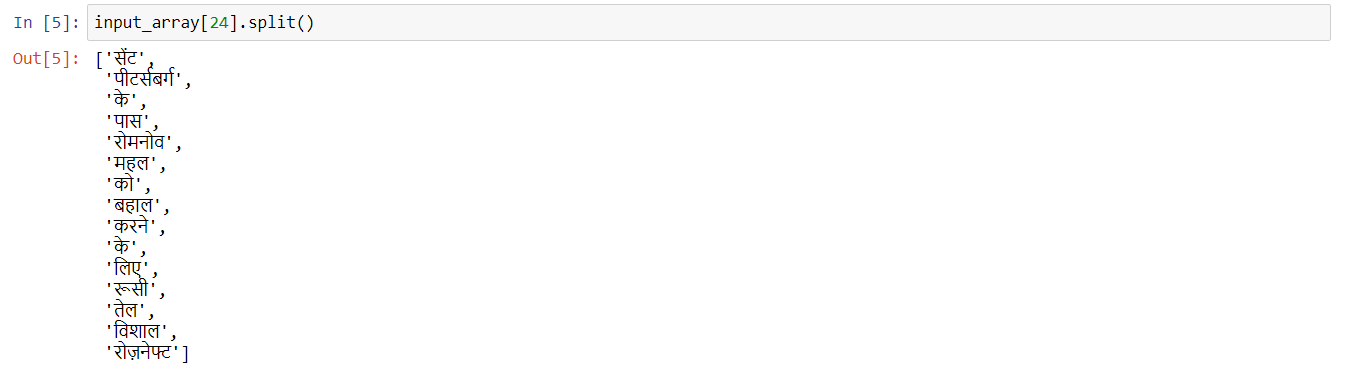 In [5]: input_array[24].split()
Out[5]: ['सेंट',
'पीटर्सबर्ग',
'के',
'पास',
'रोमनोव',
'महल',
'को',
'बहाल',
'करने',
'के',
'लिए',
'रूसी',
'तेल',
'विशाल',
'रोज़नेफ्ट']